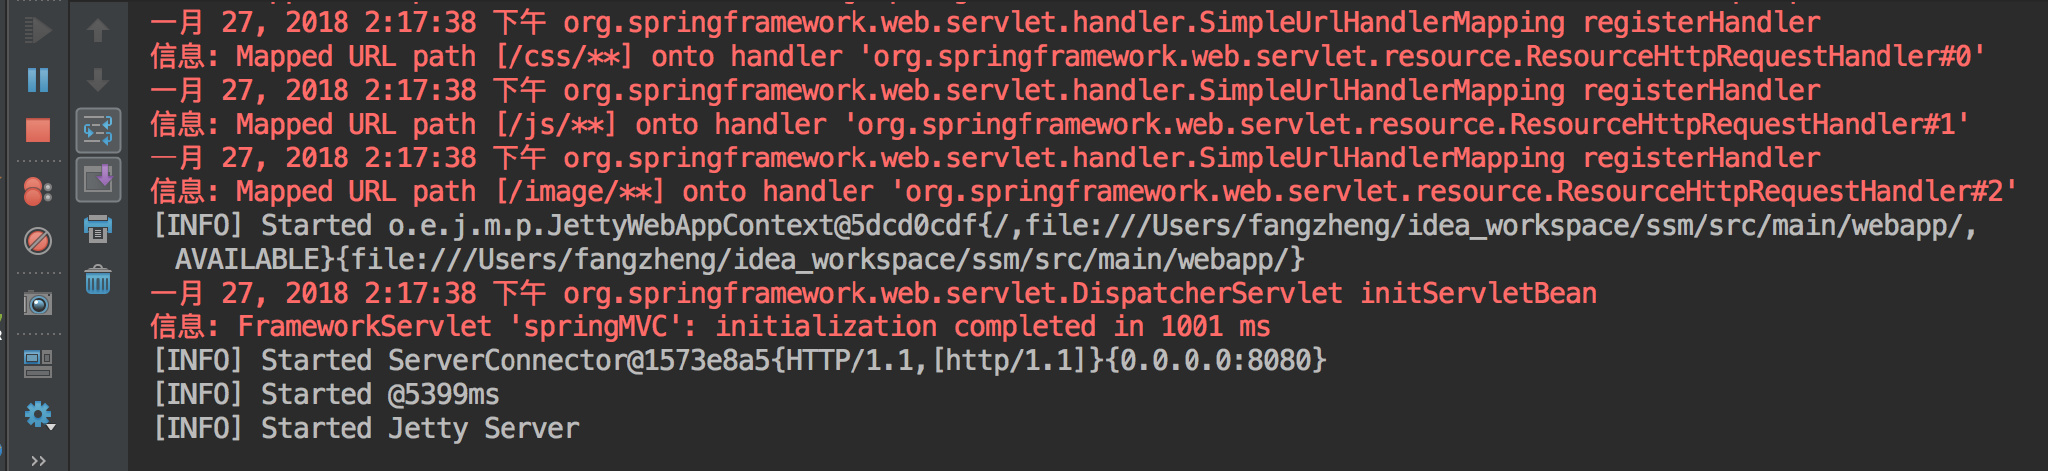 一月 27, 2018 2:17:38 下午 org.springframework.web.servlet.handler.SimpleUrlHandlerMapping registerHandler
信息: Mapped URL path [/css/**] onto handler 'org.springframework.web.servlet.resource.ResourceHttpRequestHandler#0'
一月 27, 2018 2:17:38 下午 org.springframework.web.servlet.handler.SimpleUrlHandlerMapping registerHandler
信息: Mapped URL path [/js/**] onto handler 'org.springframework.web.servlet.resource.ResourceHttpRequestHandler#1'
一月 27, 2018 2:17:38 下午 org.springframework.web.servlet.handler.SimpleUrlHandlerMapping registerHandler
信息: Mapped URL path [/image/**] onto handler 'org.springframework.web.servlet.resource.ResourceHttpRequestHandler#2'
[INFO] Started o.e.j.m.p.JettyWebAppContext@5dcd0cdf{/,file:///Users/fangzheng/idea_workspace/ssm/src/main/webapp/,
AVAILABLE}{file:///Users/fangzheng/idea_workspace/ssm/src/main/webapp/}
一月 27, 2018 2:17:38 下午 org.springframework.web.servlet.DispatcherServlet initServletBean
信息: FrameworkServlet 'springMVC': initialization completed in 1001 ms
[INFO] Started ServerConnector@1573e8a5{HTTP/1.1,[http/1.1]}{0.0.0.0:8080}
[INFO] Started @5399ms
[INFO] Started Jetty Server